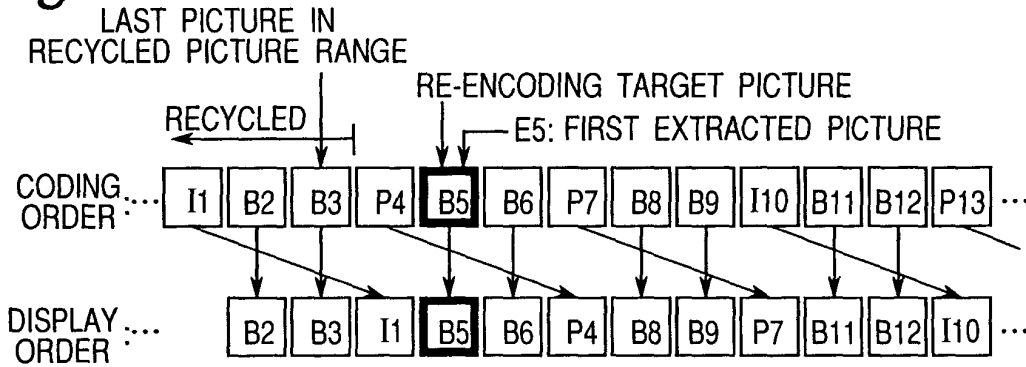 LAST PICTURE IN
RECYCLED PICTURE RANGE
RE-ENCODING TARGET PICTURE
RECYCLED
E5: FIRST EXTRACTED PICTURE
CODING ORDER :... I1 B2 B3 P4 B5 B6 P7 B8 B9 I10 B11 B12 P13 ...
DISPLAY ORDER :... B2 B3 I1 B5 B6 P4 B8 B9 P7 B11 B12 I10 ...